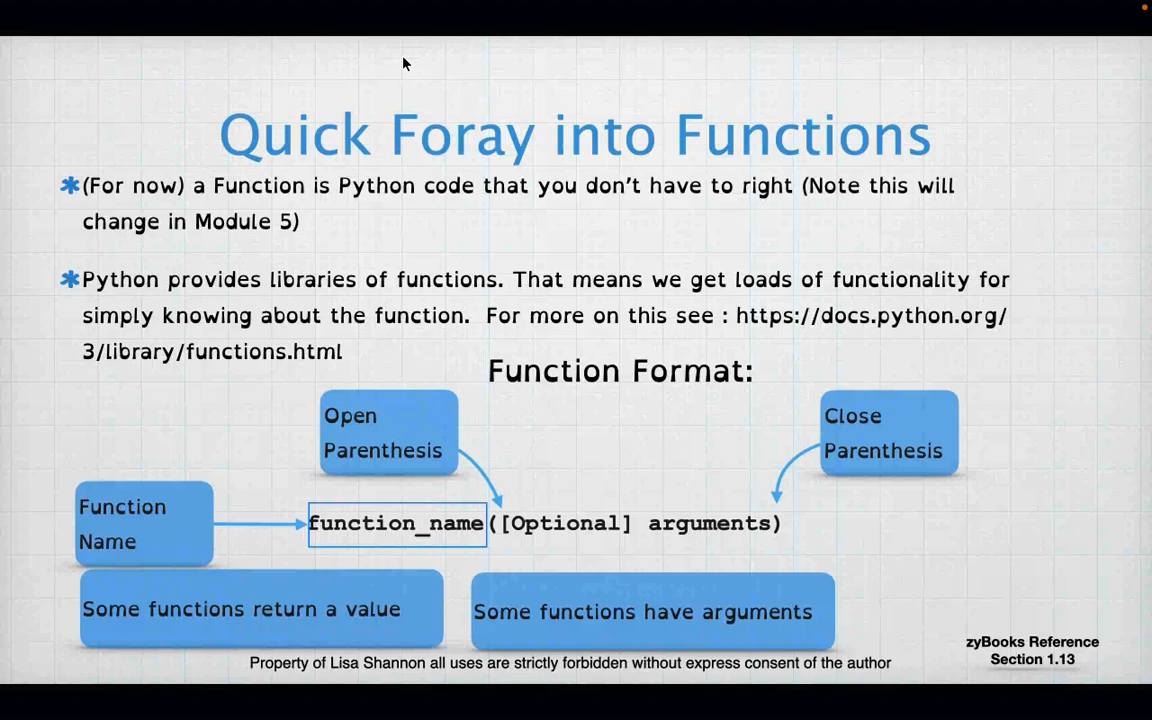 Quick Foray into Functions
*(For now) a Function is Python code that you don't have to right (Note this will
change in Module 5)
*Python provides libraries of functions. That means we get loads of functionality for
simply knowing about the function.  For more on this see : https://docs.python.org/
3/library/functions.html
Function Format:
Open
Parenthesis
Close
Parenthesis
Function
Name
function_name([Optional] arguments)
Some functions return a value
Some functions have arguments
zyBooks Reference
Section 1.13
Property of Lisa Shannon all uses are strictly forbidden without express consent of the author